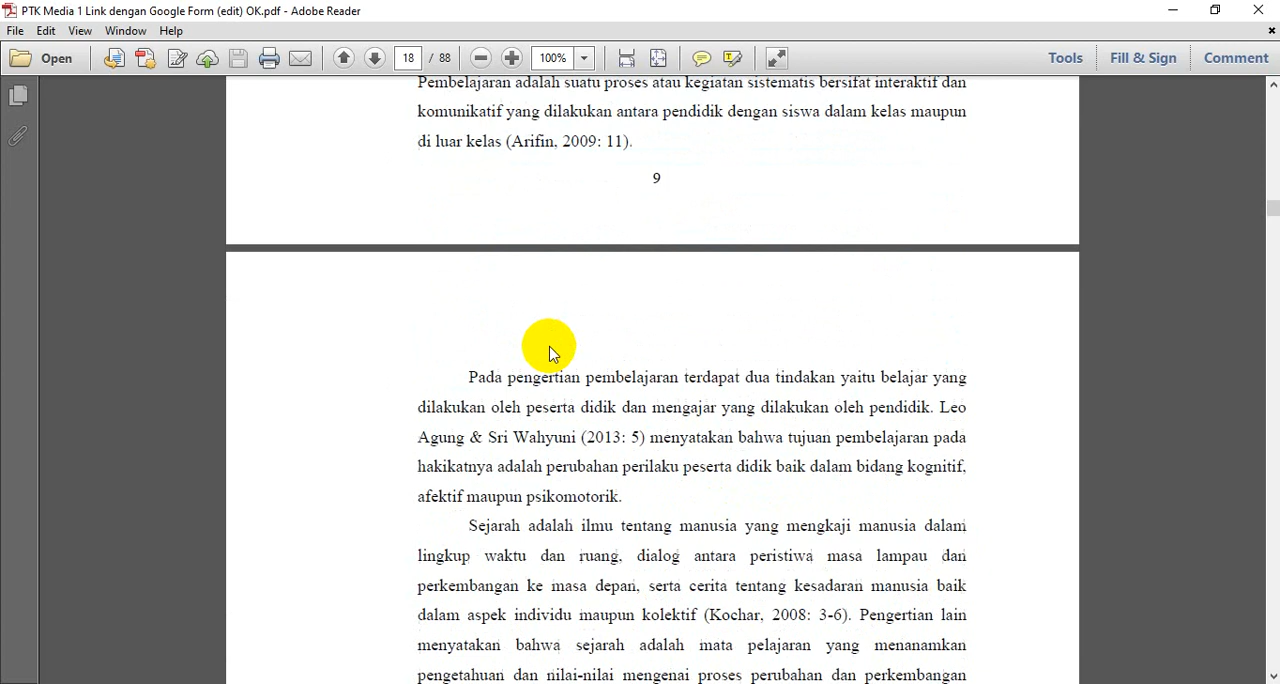 PTK Media 1 Link dengan Google Form (edit) OK.pdf - Adobe Reader
File Edit View Window Help
Open 18 / 88 100% Tools Fill & Sign Comment
Pembelajaran adalah suatu proses atau kegiatan sistematis bersifat interaktif dan
komunikatif yang dilakukan antara pendidik dengan siswa dalam kelas maupun
di luar kelas (Arifin, 2009: 11).
9
Pada pengertian pembelajaran terdapat dua tindakan yaitu belajar yang
dilakukan oleh peserta didik dan mengajar yang dilakukan oleh pendidik. Leo
Agung & Sri Wahyuni (2013: 5) menyatakan bahwa tujuan pembelajaran pada
hakikatnya adalah perubahan perilaku peserta didik baik dalam bidang kognitif,
afektif maupun psikomotorik.
Sejarah adalah ilmu tentang manusia yang mengkaji manusia dalam
lingkup waktu dan ruang, dialog antara peristiwa masa lampau dan
perkembangan ke masa depan, serta cerita tentang kesadaran manusia baik
dalam aspek individu maupun kolektif (Kochar, 2008: 3-6). Pengertian lain
menyatakan bahwa sejarah adalah mata pelajaran yang menanamkan
pengetahuan dan nilai-nilai mengenai proses perubahan dan perkembangan